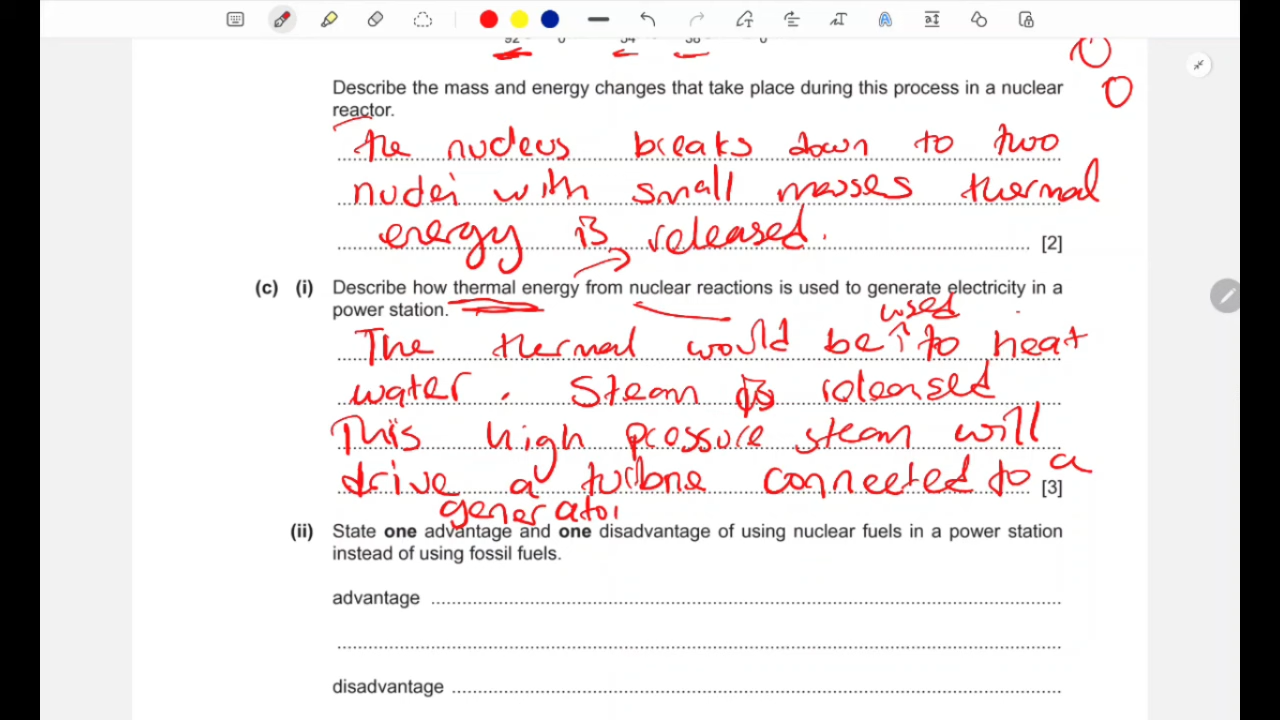 Describe the mass and energy changes that take place during this process in a nuclear
reactor.
the nucleus breaks down to two
nuclei with small masses thermal
energy is released.
[2]
(c) (i) Describe how thermal energy from nuclear reactions is used to generate electricity in a
power station.
used
The thermal would be to heat
water. Steam is released
This high pressure steam will
drive a turbine connected to a
[3]
generator
(ii) State one advantage and one disadvantage of using nuclear fuels in a power station
instead of using fossil fuels.
advantage
disadvantage